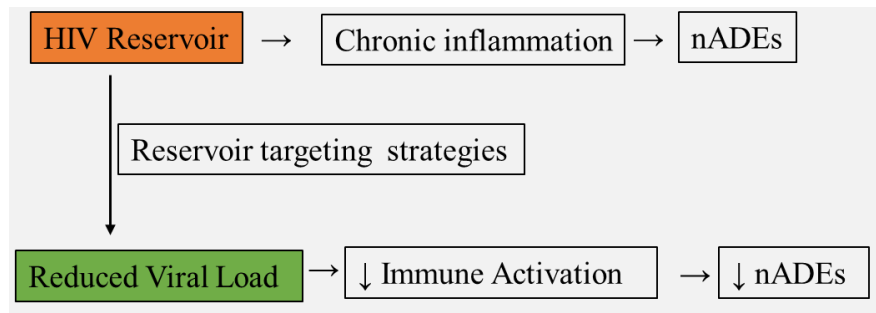 HIV Reservoir → Chronic inflammation → nADEs
Reservoir targeting strategies
Reduced Viral Load → ↓ Immune Activation → ↓ nADEs